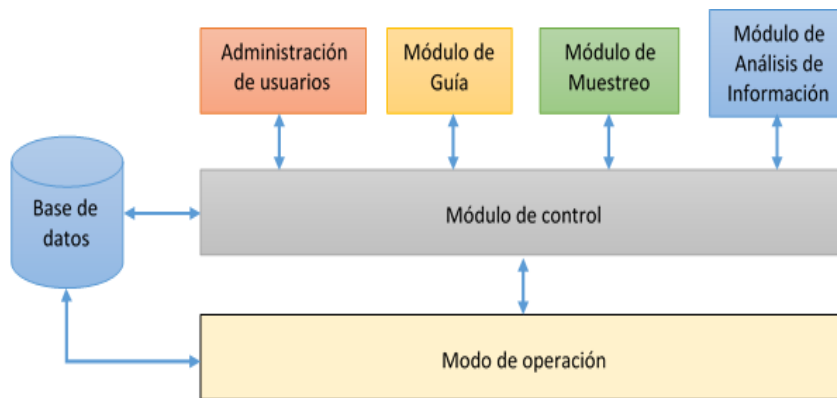 Administración
de usuarios
Módulo de
Guía
Módulo de
Muestreo
Módulo de
Análisis de
Información
Base de
datos
Módulo de control
Modo de operación